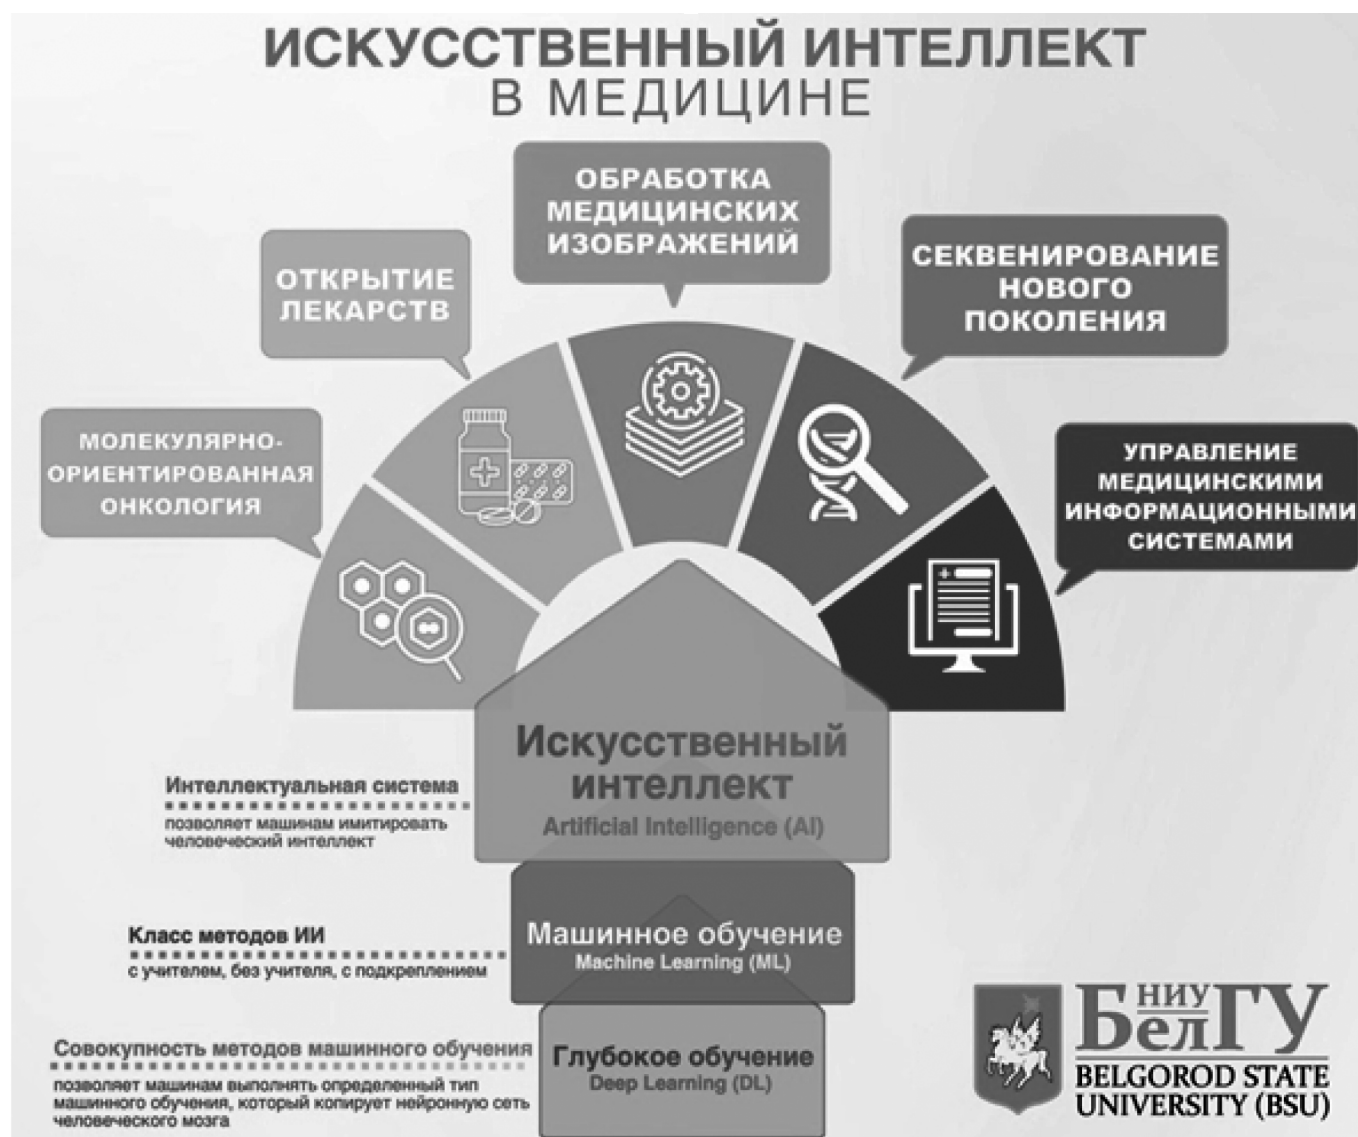 ИСКУССТВЕННЫЙ ИНТЕЛЛЕКТ
В МЕДИЦИНЕ
ОБРАБОТКА
МЕДИЦИНСКИХ
ИЗОБРАЖЕНИЙ
ОТКРЫТИЕ
ЛЕКАРСТВ
СЕКВЕНИРОВАНИЕ
НОВОГО
ПОКОЛЕНИЯ
МОЛЕКУЛЯРНО-
ОРИЕНТИРОВАННАЯ
ОНКОЛОГИЯ
УПРАВЛЕНИЕ
МЕДИЦИНСКИМИ
ИНФОРМАЦИОННЫМИ
СИСТЕМАМИ
Искусственный
интеллект
Artificial Intelligence (AI)
Интеллектуальная система
позволяет машинам имитировать
человеческий интеллект
Машинное обучение
Machine Learning (ML)
Класс методов ИИ
с учителем, без учителя, с подкреплением
Глубокое обучение
Deep Learning (DL)
Совокупность методов машинного обучения
позволяет машинам выполнять определенный тип
машинного обучения, который копирует нейронную сеть
человеческого мозга
НИУ
БелГУ
BELGOROD STATE
UNIVERSITY (BSU)